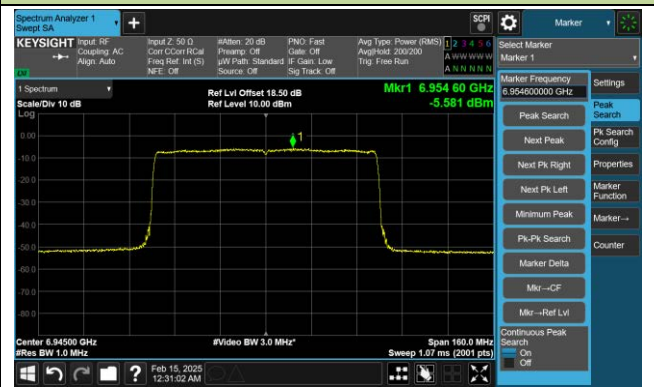 Spectrum Analyzer 1
Swept SA
SCPI
Marker
KEYSIGHT
Input: RF
Coupling: AC
Align: Auto
Input Z: 50 Ω
Corr CCorr RCal
Freq Ref: Int (S)
NFE: Off
#Atten: 20 dB
Preamp: Off
µW Path: Standard
Source: Off
PNO: Fast
Gate: Off
IF Gain: Low
Sig Track: Off
Avg Type: Power (RMS)
Avg|Hold: 200/200
Trig: Free Run
1 2 3 4 5 6
A W W W W W
A N N N N N
Select Marker
Marker 1
1 Spectrum
Scale/Div 10 dB
Log
Ref Lvl Offset 18.50 dB
Ref Level 10.00 dBm
Mkr1 6.954 60 GHz
-5.581 dBm
1
0.00
-10.0
-20.0
-30.0
-40.0
-50.0
-60.0
-70.0
-80.0
Center 6.94500 GHz
#Res BW 1.0 MHz
#Video BW 3.0 MHz*
Span 160.0 MHz
Sweep 1.07 ms (2001 pts)
Marker Frequency
6.954600000 GHz
Peak Search
Next Peak
Next Pk Right
Next Pk Left
Minimum Peak
Pk-Pk Search
Marker Delta
Mkr→CF
Mkr→Ref Lvl
Continuous Peak
Search
On
Off
Settings
Peak
Search
Pk Search
Config
Properties
Marker
Function
Marker→
Counter
Feb 15, 2025
12:31:02 AM